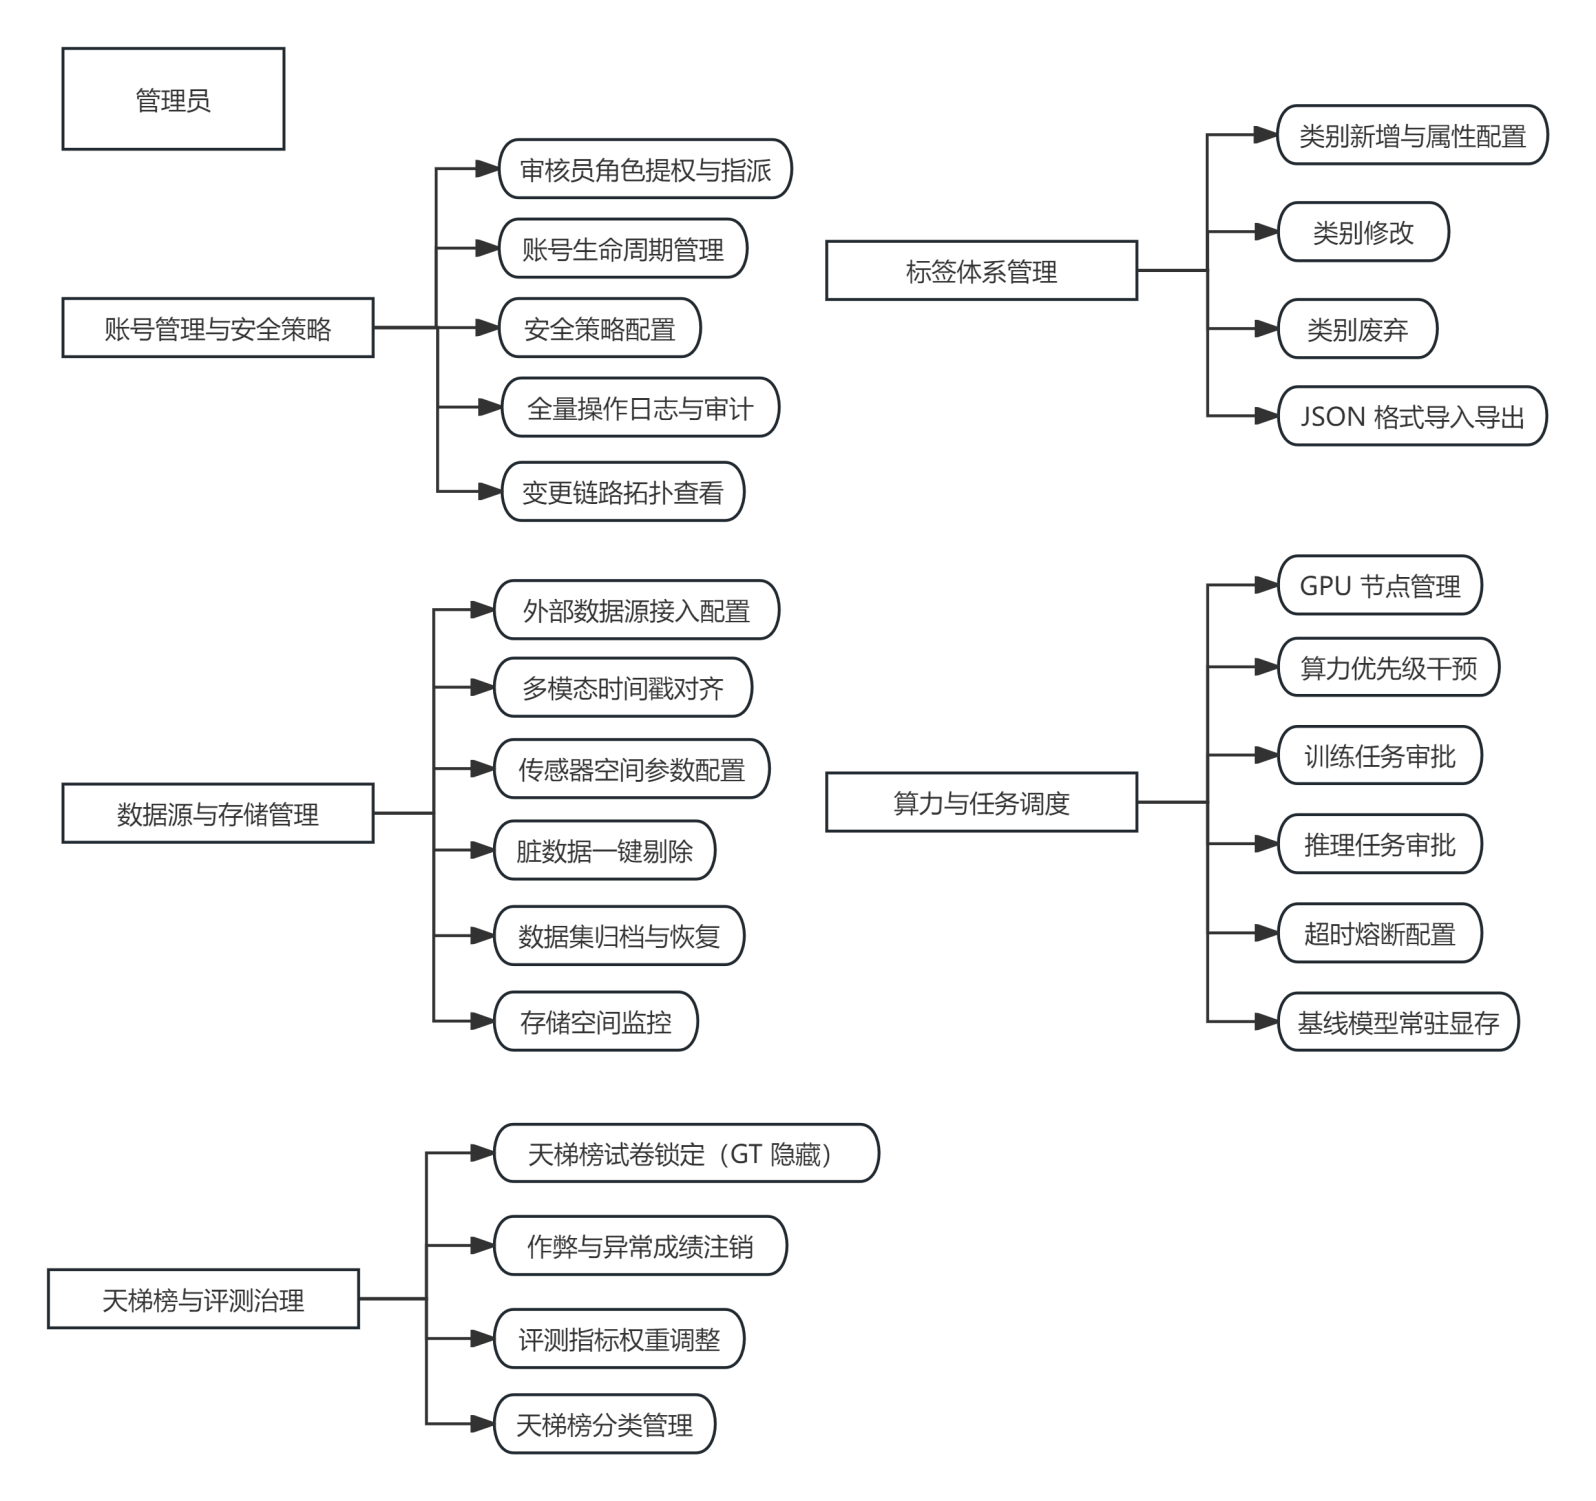 管理员
账号管理与安全策略
审核员角色提权与指派
账号生命周期管理
安全策略配置
全量操作日志与审计
变更链路拓扑查看
标签体系管理
类别新增与属性配置
类别修改
类别废弃
JSON 格式导入导出
数据源与存储管理
外部数据源接入配置
多模态时间戳对齐
传感器空间参数配置
脏数据一键剔除
数据集归档与恢复
存储空间监控
算力与任务调度
GPU 节点管理
算力优先级干预
训练任务审批
推理任务审批
超时熔断配置
基线模型常驻显存
天梯榜与评测治理
天梯榜试卷锁定（GT 隐藏）
作弊与异常成绩注销
评测指标权重调整
天梯榜分类管理